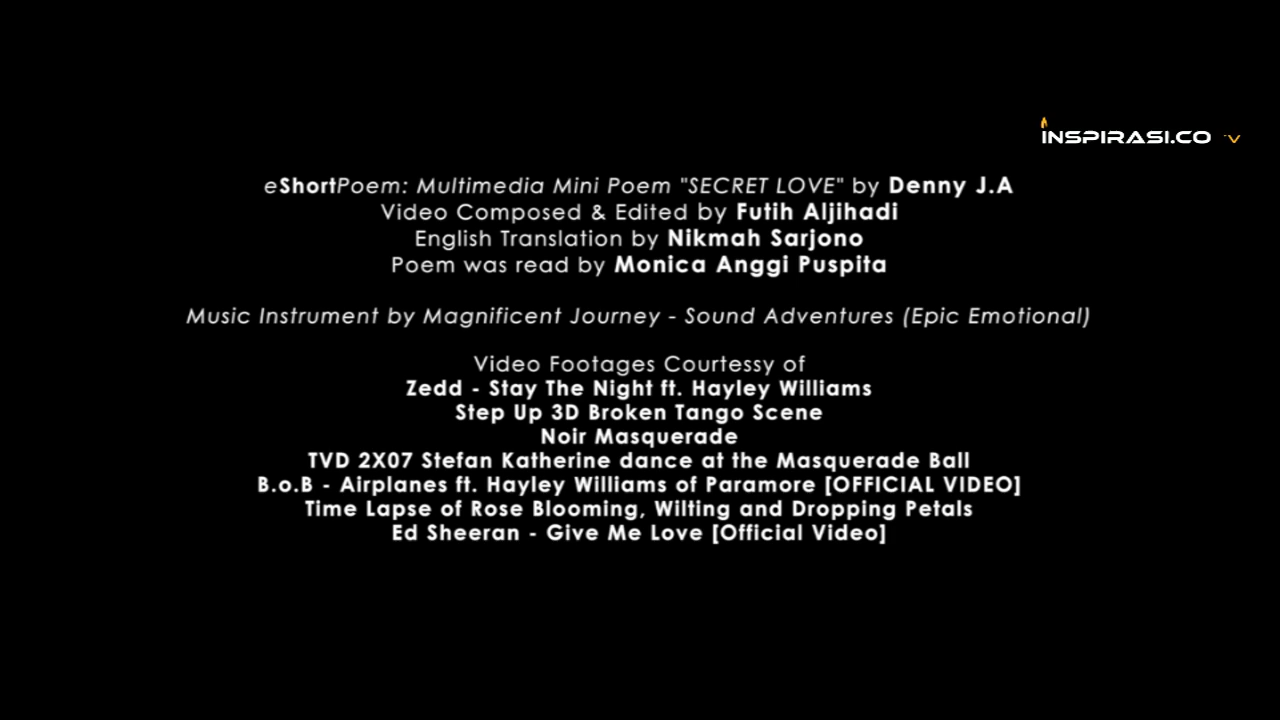 INSPIRASI.CO TV
eShortPoem: Multimedia Mini Poem "SECRET LOVE" by Denny J.A
Video Composed & Edited by Futih Aljihadi
English Translation by Nikmah Sarjono
Poem was read by Monica Anggi Puspita
Music Instrument by Magnificent Journey - Sound Adventures (Epic Emotional)
Video Footages Courtessy of
Zedd - Stay The Night ft. Hayley Williams
Step Up 3D Broken Tango Scene
Noir Masquerade
TVD 2X07 Stefan Katherine dance at the Masquerade Ball
B.o.B - Airplanes ft. Hayley Williams of Paramore [OFFICIAL VIDEO]
Time Lapse of Rose Blooming, Wilting and Dropping Petals
Ed Sheeran - Give Me Love [Official Video]